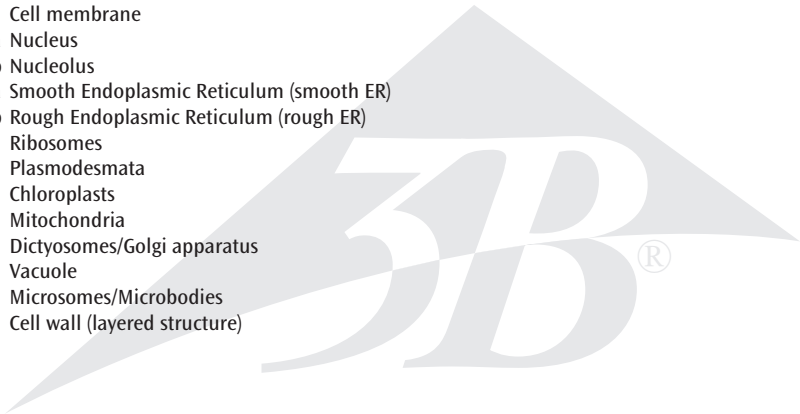 Cell membrane
Nucleus
Nucleolus
Smooth Endoplasmic Reticulum (smooth ER)
Rough Endoplasmic Reticulum (rough ER)
Ribosomes
Plasmodesmata
Chloroplasts
Mitochondria
Dictyosomes/Golgi apparatus
Vacuole
Microsomes/Microbodies
Cell wall (layered structure)
3B®